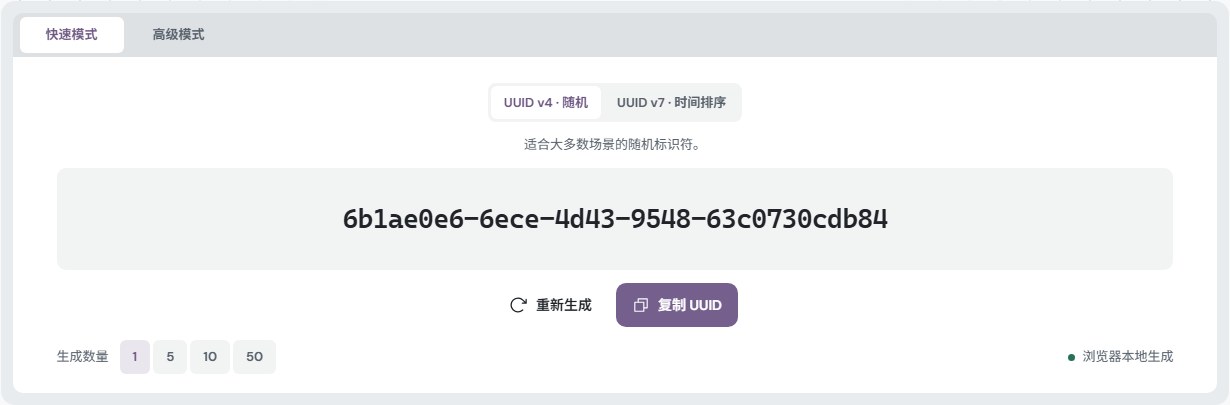 快速模式 高级模式
UUID v4 · 随机 UUID v7 · 时间排序
适合大多数场景的随机标识符。
6b1ae0e6-6ece-4d43-9548-63c0730cdb84
重新生成 复制 UUID
生成数量 1 5 10 50 浏览器本地生成